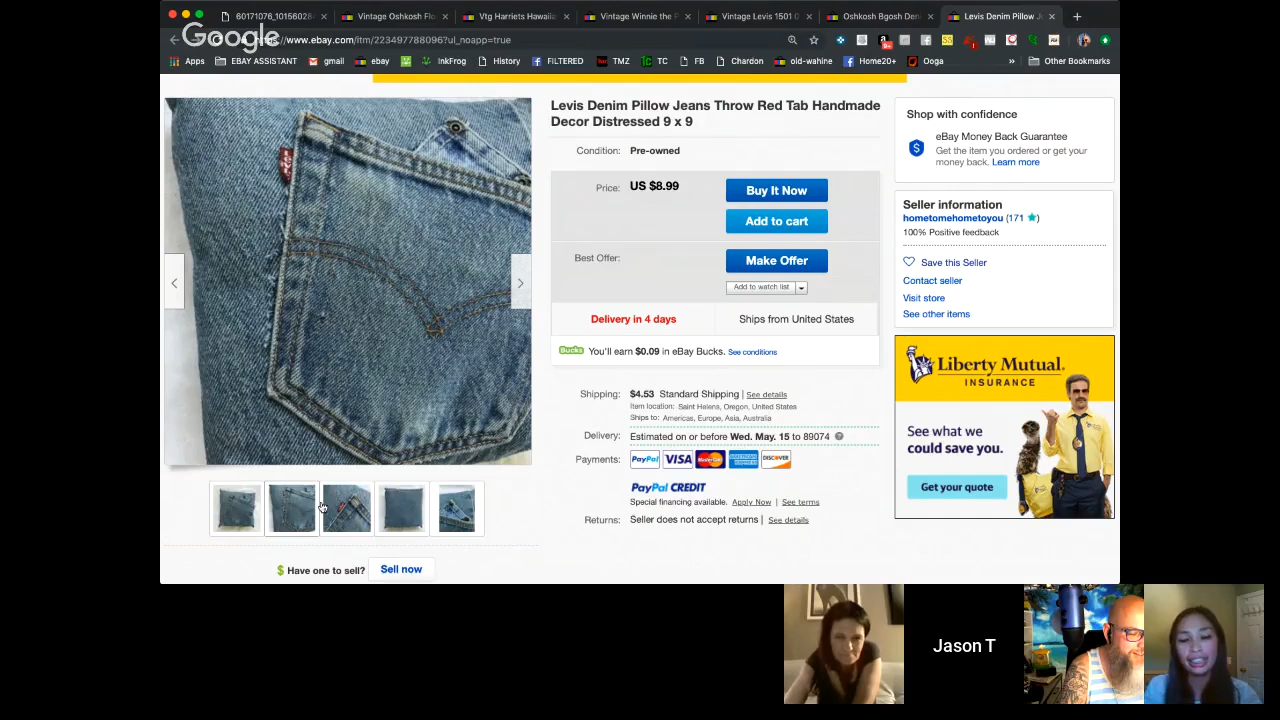 60171076_1015602８
Vintage Oshkosh Flo
Vtg Harriets Hawaiia
Vintage Winnie the P
Vintage Levis 1501 0
Oshkosh Bgosh Den
Levis Denim Pillow J
Google
https://www.ebay.com/itm/223497788096?ul_noapp=true
Apps EBAY ASSISTANT gmail ebay InkFrog History FILTERED TMZ TC FB Chardon old-wahine Home20+ Ooga » Other Bookmarks
Levis Denim Pillow Jeans Throw Red Tab Handmade
Decor Distressed 9 x 9
Condition: Pre-owned
Price: US $8.99
Buy It Now
Add to cart
Best Offer:
Make Offer
Add to watch list
Delivery in 4 days
Ships from United States
Bucks You'll earn $0.09 in eBay Bucks. See conditions
Shipping: $4.53 Standard Shipping | See details
Item location: Saint Helens, Oregon, United States
Ships to: Americas, Europe, Asia, Australia
Delivery: Estimated on or before Wed. May. 15 to 89074
Payments: PayPal VISA MasterCard AMERICAN EXPRESS DISCOVER
PayPal CREDIT
Special financing available. Apply Now | See terms
Returns: Seller does not accept returns | See details
Shop with confidence
eBay Money Back Guarantee
Get the item you ordered or get your
money back. Learn more
Seller information
hometomehometoyou (171 ★)
100% Positive feedback
Save this Seller
Contact seller
Visit store
See other items
Liberty Mutual.
INSURANCE
See what we
could save you.
Get your quote
$ Have one to sell? Sell now
Jason T